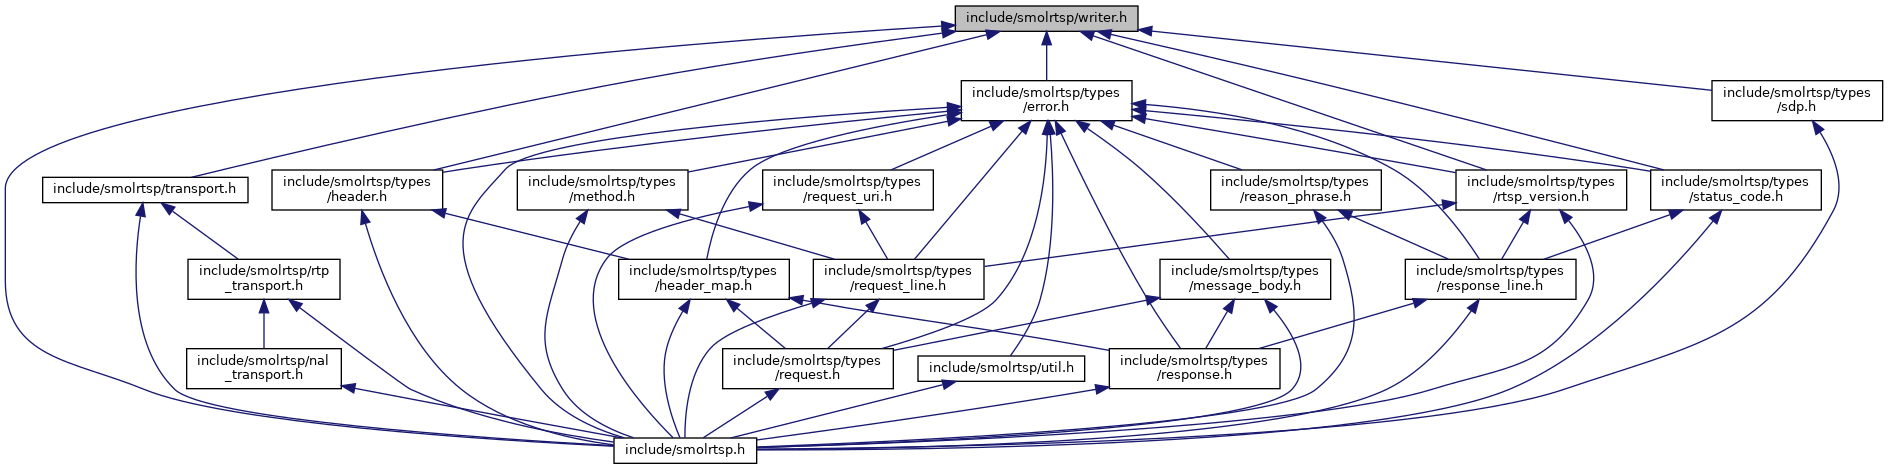 include/smolrtsp/writer.h
include/smolrtsp/types
/error.h
include/smolrtsp/types
/sdp.h
include/smolrtsp/transport.h
include/smolrtsp/types
/header.h
include/smolrtsp/types
/method.h
include/smolrtsp/types
/request_uri.h
include/smolrtsp/types
/reason_phrase.h
include/smolrtsp/types
/rtsp_version.h
include/smolrtsp/types
/status_code.h
include/smolrtsp/rtp
_transport.h
include/smolrtsp/types
/header_map.h
include/smolrtsp/types
/request_line.h
include/smolrtsp/types
/message_body.h
include/smolrtsp/types
/response_line.h
include/smolrtsp/nal
_transport.h
include/smolrtsp/types
/request.h
include/smolrtsp/util.h
include/smolrtsp/types
/response.h
include/smolrtsp.h